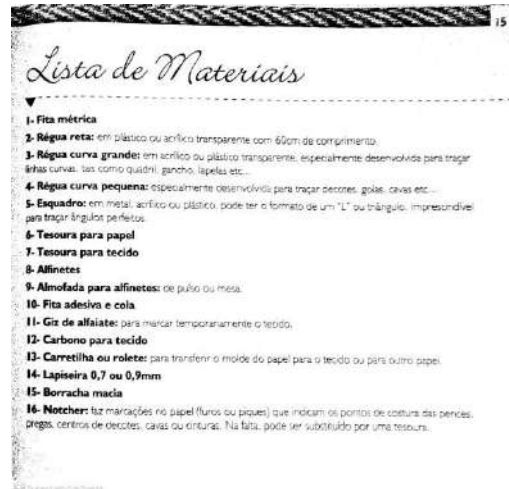 15
Lista de Materiais
1- Fita métrica
2- Régua reta: em plástico ou acrílico transparente com 60cm de comprimento.
3- Régua curva grande: em acrílico ou plástico transparente, especialmente desenvolvida para traçar
linhas curvas, tais como quadril, gancho, lapelas etc...
4- Régua curva pequena: especialmente desenvolvida para traçar decotes, golas, cavas etc...
5- Esquadro: em metal, acrílico ou plástico, pode ter o formato de um "L" ou triângulo, imprescindível
para traçar ângulos perfeitos.
6- Tesoura para papel
7- Tesoura para tecido
8- Alfinetes
9- Almofada para alfinetes: de pulso ou mesa.
10- Fita adesiva e cola
11- Giz de alfaiate: para marcar temporariamente o tecido.
12- Carbono para tecido
13- Carretilha ou rolete: para transferir o molde do papel para o tecido ou para outro papel.
14- Lapiseira 0,7 ou 0,9mm
15- Borracha macia
16- Notcher: faz marcações no papel (furos ou piques) que indicam os pontos de costura das pences,
pregas, centros de decotes, cavas ou cinturas. Na falta, pode ser substituído por uma tesoura.